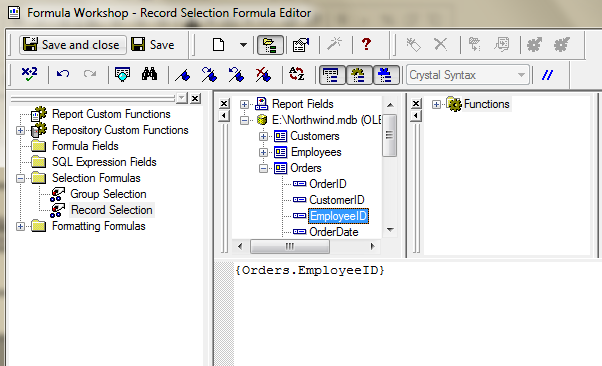 Formula Workshop - Record Selection Formula Editor
Save and close
Save
Crystal Syntax
Report Custom Functions
Repository Custom Functions
Formula Fields
SQL Expression Fields
Selection Formulas
Group Selection
Record Selection
Formatting Formulas
Report Fields
E:\Northwind.mdb (OLE
Customers
Employees
Orders
OrderID
CustomerID
EmployeeID
OrderDate
Functions
{Orders.EmployeeID}